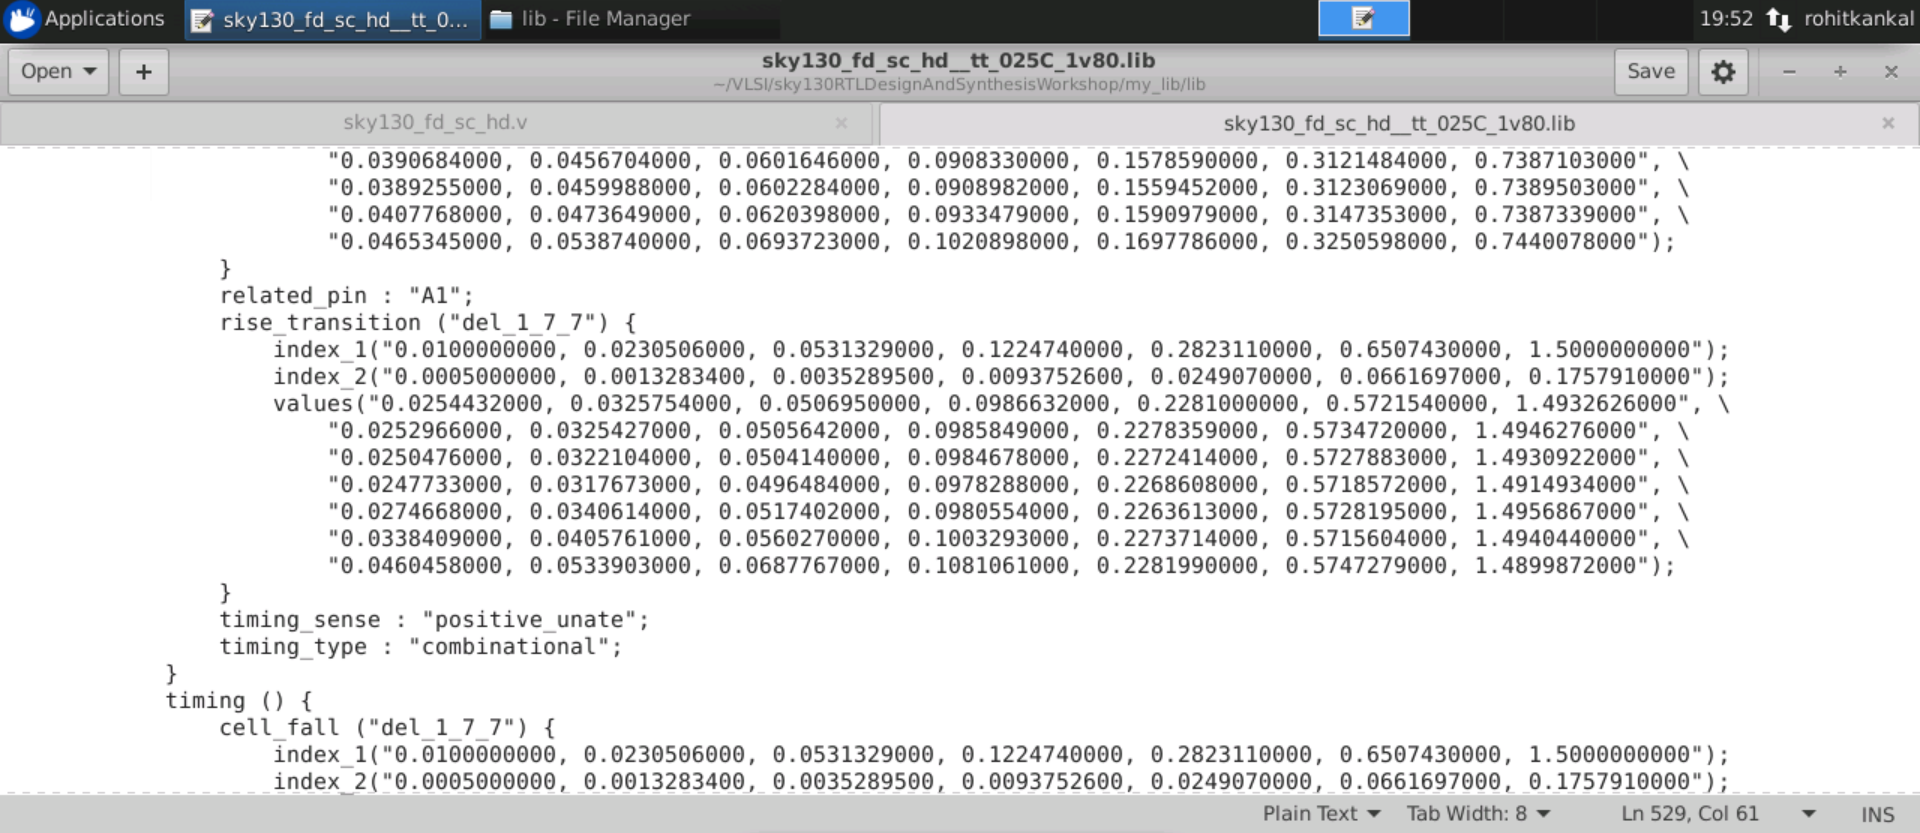 Applications sky130_fd_sc_hd__tt_0... lib - File Manager 19:52 rohitkankal
Open + sky130_fd_sc_hd__tt_025C_1v80.lib Save − + ×
~/VLSI/sky130RTLDesignAndSynthesisWorkshop/my_lib/lib
sky130_fd_sc_hd.v × sky130_fd_sc_hd__tt_025C_1v80.lib ×
"0.0390684000, 0.0456704000, 0.0601646000, 0.0908330000, 0.1578590000, 0.3121484000, 0.7387103000", \
"0.0389255000, 0.0459988000, 0.0602284000, 0.0908982000, 0.1559452000, 0.3123069000, 0.7389503000", \
"0.0407768000, 0.0473649000, 0.0620398000, 0.0933479000, 0.1590979000, 0.3147353000, 0.7387339000", \
"0.0465345000, 0.0538740000, 0.0693723000, 0.1020898000, 0.1697786000, 0.3250598000, 0.7440078000");
}
related_pin : "A1";
rise_transition ("del_1_7_7") {
index_1("0.0100000000, 0.0230506000, 0.0531329000, 0.1224740000, 0.2823110000, 0.6507430000, 1.5000000000");
index_2("0.0005000000, 0.0013283400, 0.0035289500, 0.0093752600, 0.0249070000, 0.0661697000, 0.1757910000");
values("0.0254432000, 0.0325754000, 0.0506950000, 0.0986632000, 0.2281000000, 0.5721540000, 1.4932626000", \
"0.0252966000, 0.0325427000, 0.0505642000, 0.0985849000, 0.2278359000, 0.5734720000, 1.4946276000", \
"0.0250476000, 0.0322104000, 0.0504140000, 0.0984678000, 0.2272414000, 0.5727883000, 1.4930922000", \
"0.0247733000, 0.0317673000, 0.0496484000, 0.0978288000, 0.2268608000, 0.5718572000, 1.4914934000", \
"0.0274668000, 0.0340614000, 0.0517402000, 0.0980554000, 0.2263613000, 0.5728195000, 1.4956867000", \
"0.0338409000, 0.0405761000, 0.0560270000, 0.1003293000, 0.2273714000, 0.5715604000, 1.4940440000", \
"0.0460458000, 0.0533903000, 0.0687767000, 0.1081061000, 0.2281990000, 0.5747279000, 1.4899872000");
}
timing_sense : "positive_unate";
timing_type : "combinational";
}
timing () {
cell_fall ("del_1_7_7") {
index_1("0.0100000000, 0.0230506000, 0.0531329000, 0.1224740000, 0.2823110000, 0.6507430000, 1.5000000000");
index_2("0.0005000000, 0.0013283400, 0.0035289500, 0.0093752600, 0.0249070000, 0.0661697000, 0.1757910000");
Plain Text Tab Width: 8 Ln 529, Col 61 INS